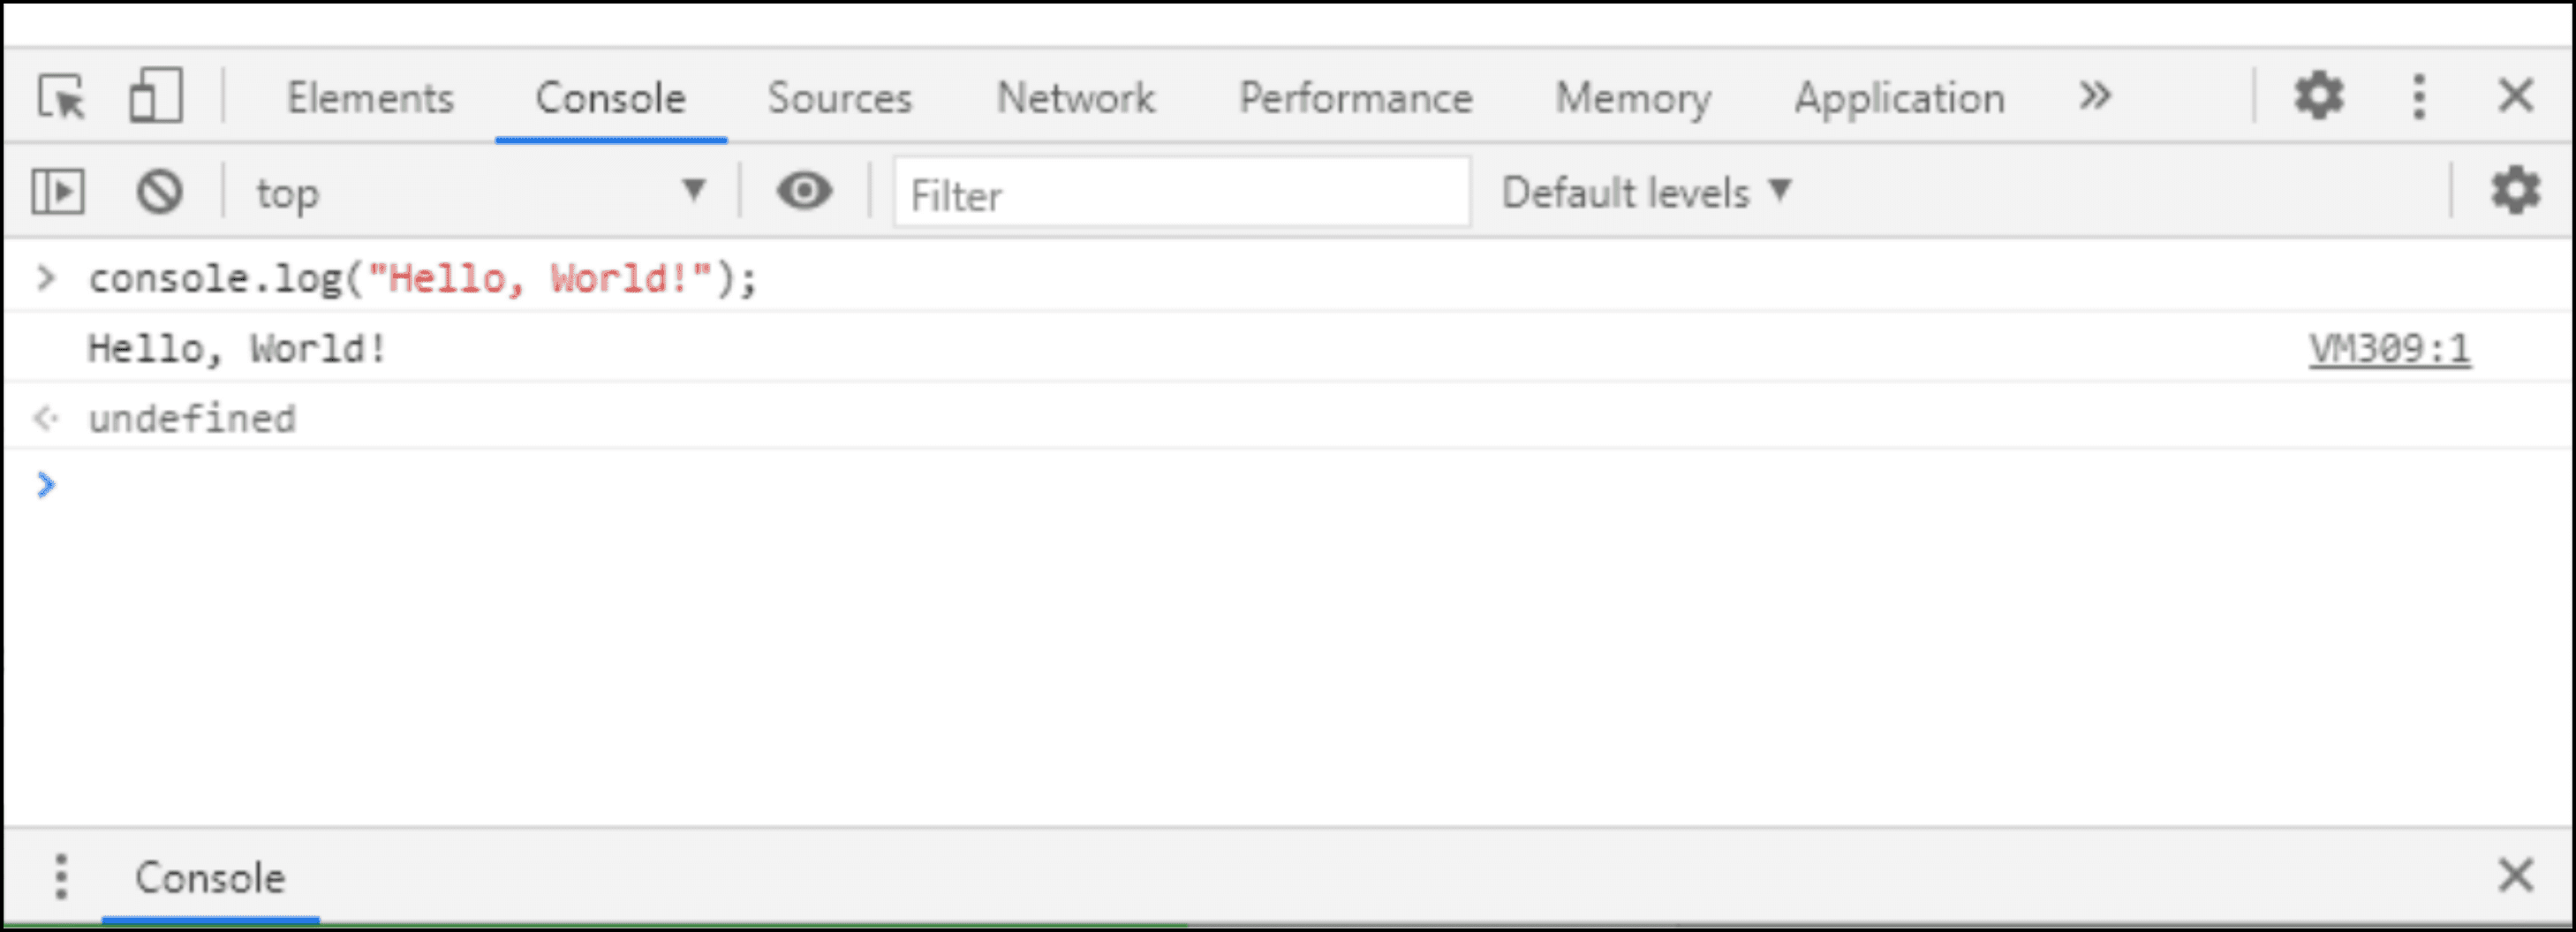 Elements Console Sources Network Performance Memory Application »
top Filter Default levels
> console.log("Hello, World!");
Hello, World! VM309:1
undefined
>
Console